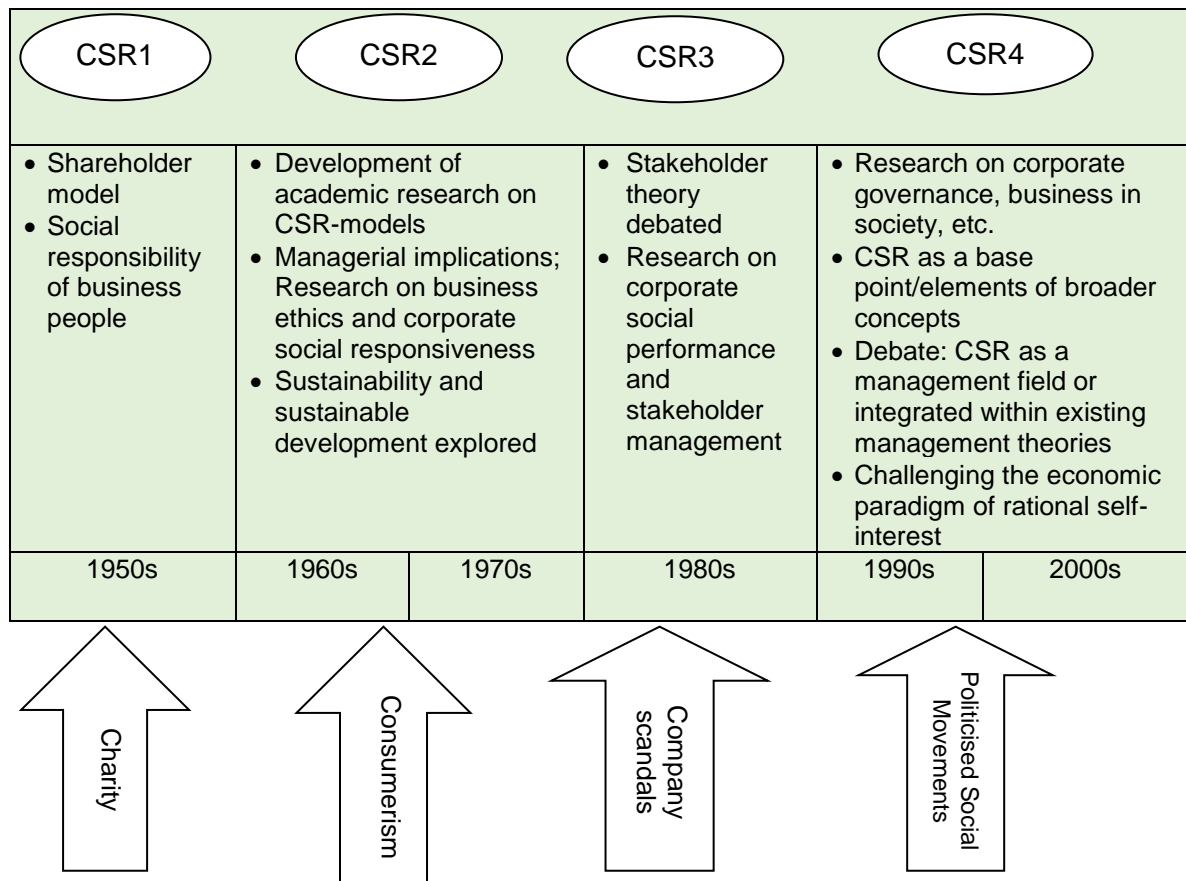 CSR1
CSR2
CSR3
CSR4
• Shareholder
model
• Social
responsibility
of business
people
• Development of
academic research on
CSR-models
• Managerial implications;
Research on business
ethics and corporate
social responsiveness
• Sustainability and
sustainable
development explored
• Stakeholder
theory
debated
• Research on
corporate
social
performance
and
stakeholder
management
• Research on corporate
governance, business in
society, etc.
• CSR as a base
point/elements of broader
concepts
• Debate: CSR as a
management field or
integrated within existing
management theories
• Challenging the economic
paradigm of rational self-
interest
1950s
1960s
1970s
1980s
1990s
2000s
Charity
Consumerism
Company
scandals
Politicised Social
Movements